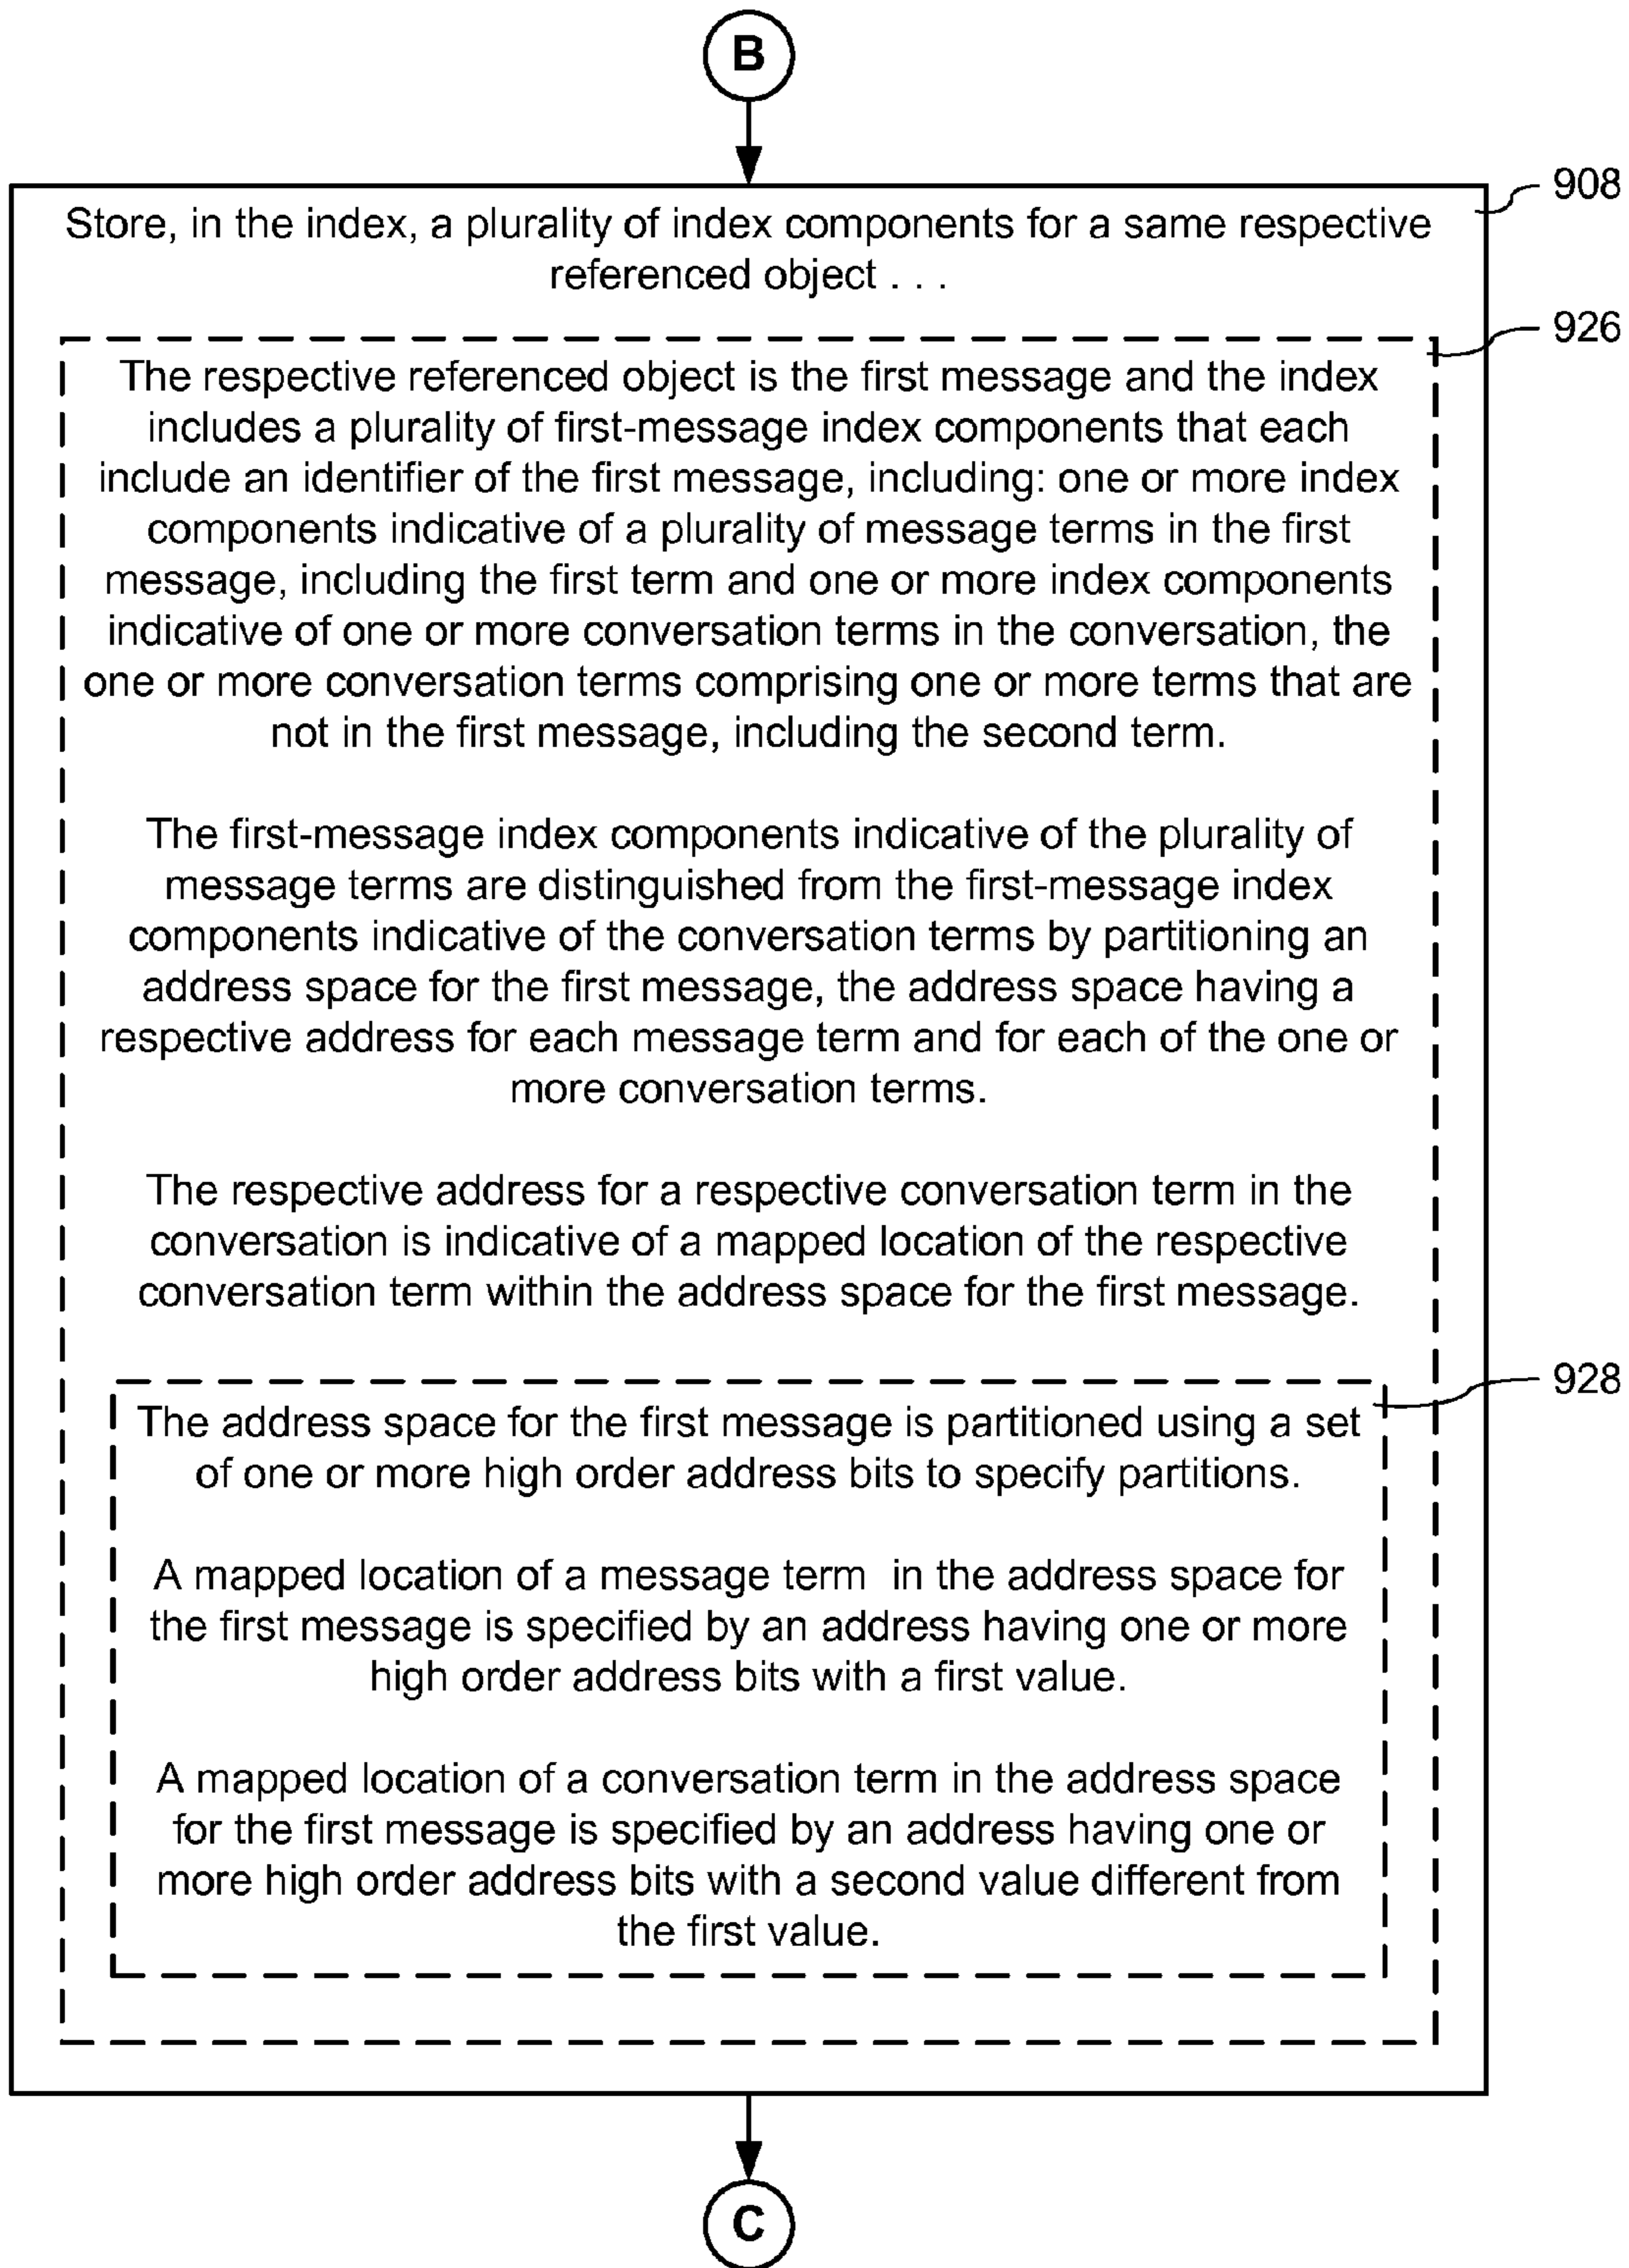 B
908
Store, in the index, a plurality of index components for a same respective
referenced object . . .
926
The respective referenced object is the first message and the index
includes a plurality of first-message index components that each
include an identifier of the first message, including: one or more index
components indicative of a plurality of message terms in the first
message, including the first term and one or more index components
indicative of one or more conversation terms in the conversation, the
one or more conversation terms comprising one or more terms that are
not in the first message, including the second term.
The first-message index components indicative of the plurality of
message terms are distinguished from the first-message index
components indicative of the conversation terms by partitioning an
address space for the first message, the address space having a
respective address for each message term and for each of the one or
more conversation terms.
The respective address for a respective conversation term in the
conversation is indicative of a mapped location of the respective
conversation term within the address space for the first message.
928
The address space for the first message is partitioned using a set
of one or more high order address bits to specify partitions.
A mapped location of a message term in the address space for
the first message is specified by an address having one or more
high order address bits with a first value.
A mapped location of a conversation term in the address space
for the first message is specified by an address having one or
more high order address bits with a second value different from
the first value.
C